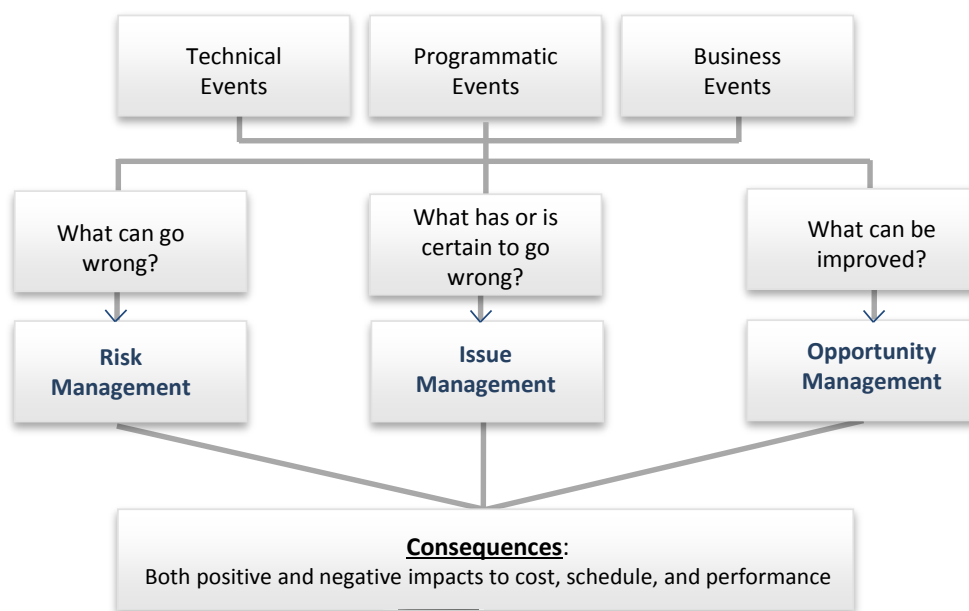 Technical
Events
Programmatic
Events
Business
Events
What can go
wrong?
What has or is
certain to go
wrong?
What can be
improved?
Risk
Management
Issue
Management
Opportunity
Management
Consequences:
Both positive and negative impacts to cost, schedule, and performance